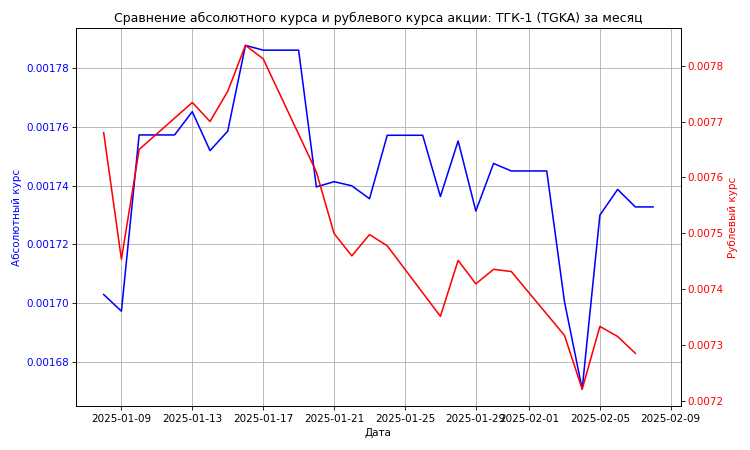 Сравнение абсолютного курса и рублевого курса акции: ТГК-1 (TGKA) за месяц
Абсолютный курс
0.00178
0.00176
0.00174
0.00172
0.00170
0.00168
0.0078
0.0077
0.0076
0.0075
0.0074
0.0073
0.0072
Рублевый курс
2025-01-09 2025-01-13 2025-01-17 2025-01-21 2025-01-25 2025-01-29 2025-02-01 2025-02-05 2025-02-09
Дата